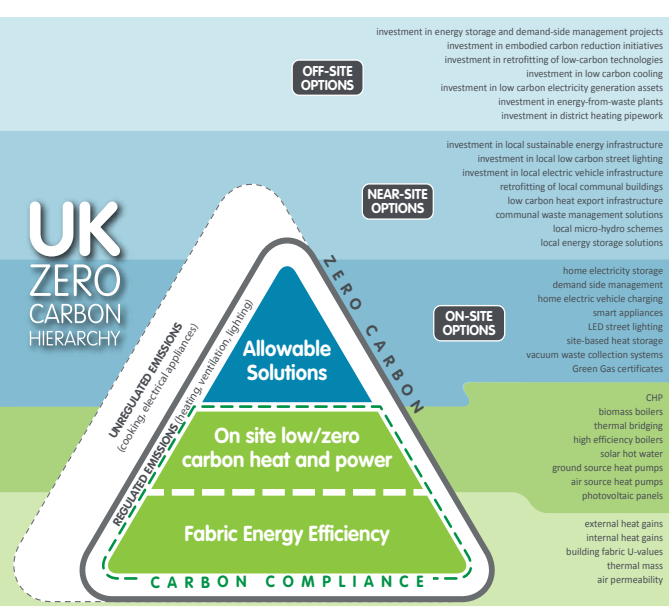 investment in energy storage and demand-side management projects
investment in embodied carbon reduction initiatives
investment in retrofitting of low-carbon technologies
investment in low carbon cooling
investment in low carbon electricity generation assets
investment in energy-from-waste plants
investment in district heating pipework
OFF-SITE
OPTIONS
investment in local sustainable energy infrastructure
investment in local low carbon street lighting
investment in local electric vehicle infrastructure
retrofitting of local communal buildings
low carbon heat export infrastructure
communal waste management solutions
local micro-hydro schemes
local energy storage solutions
NEAR-SITE
OPTIONS
UK
ZERO
CARBON
HIERARCHY
home electricity storage
demand side management
home electric vehicle charging
smart appliances
LED street lighting
site-based heat storage
vacuum waste collection systems
Green Gas certificates
ON-SITE
OPTIONS
ZERO CARBON
UNREGULATED EMISSIONS
(cooking, electrical appliances)
REGULATED EMISSIONS (heating, ventilation, lighting)
Allowable
Solutions
On site low/zero
carbon heat and power
Fabric Energy Efficiency
CARBON COMPLIANCE
CHP
biomass boilers
thermal bridging
high efficiency boilers
solar hot water
ground source heat pumps
air source heat pumps
photovoltaic panels
external heat gains
internal heat gains
building fabric U-values
thermal mass
air permeability